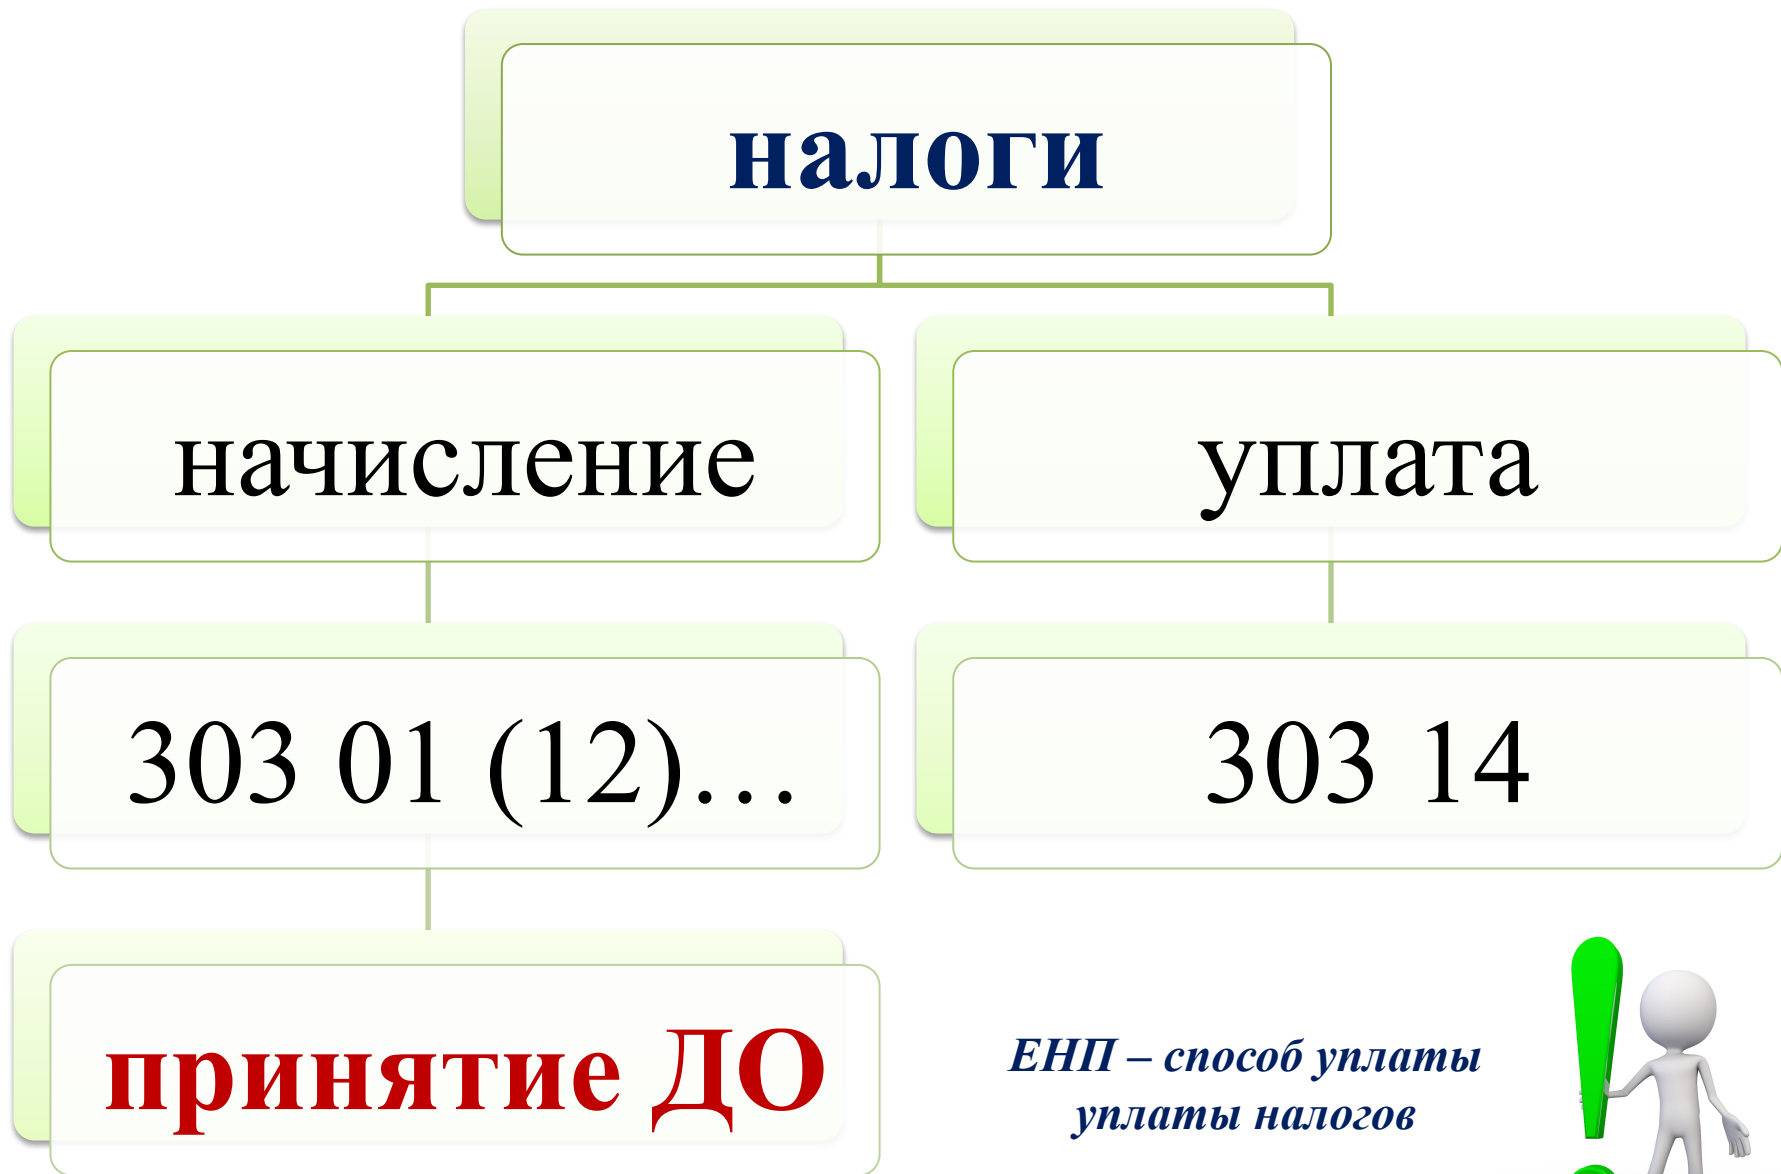 налоги
начисление
уплата
303 01 (12)…
303 14
принятие ДО
ЕНП – способ уплаты
уплаты налогов